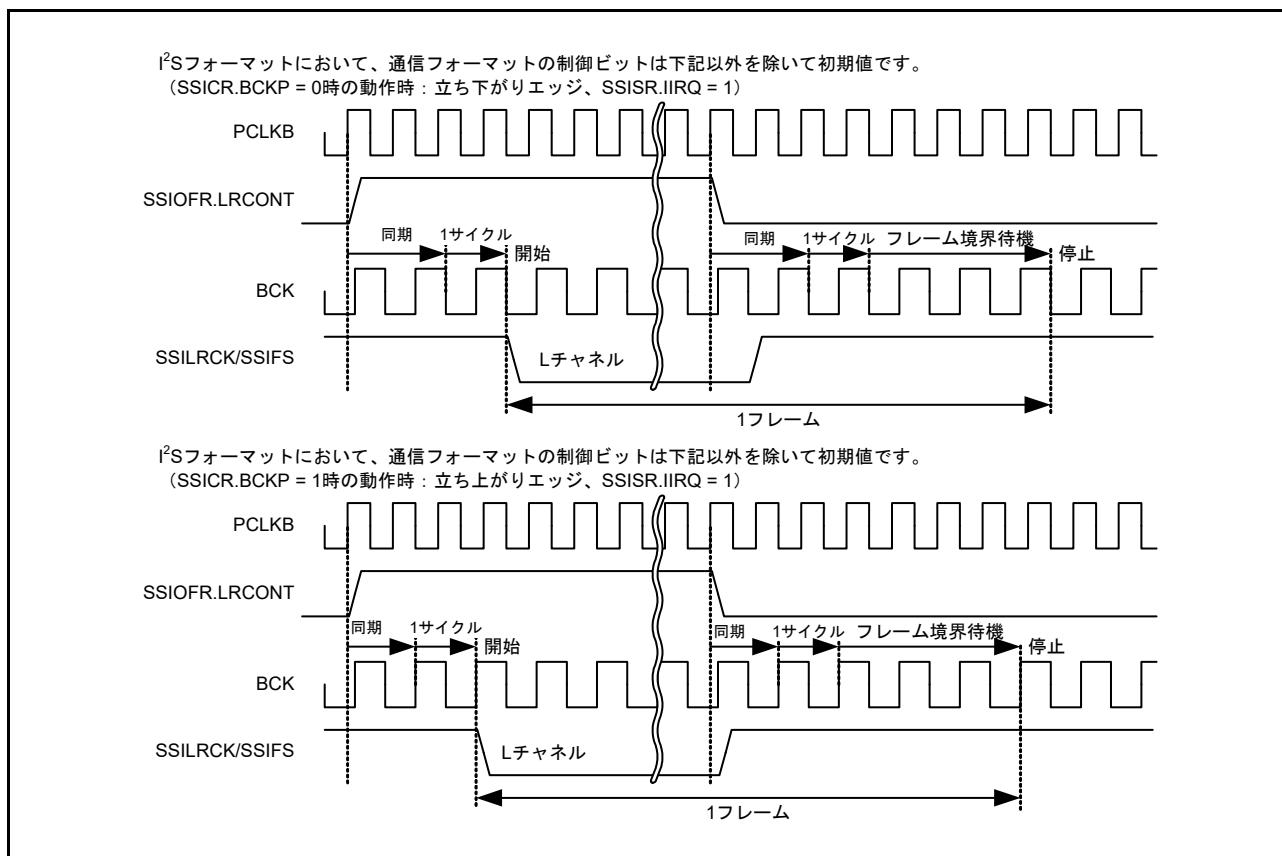 I²Sフォーマットにおいて、通信フォーマットの制御ビットは下記以外を除いて初期値です。
（SSICR.BCKP = 0時の動作時：立ち下がりエッジ、SSISR.IIRQ = 1）
PCLKB
SSIOFR.LRCONT
同期 1サイクル 開始 同期 1サイクル フレーム境界待機 停止
BCK
SSILRCK/SSIFS
Lチャネル
1フレーム
I²Sフォーマットにおいて、通信フォーマットの制御ビットは下記以外を除いて初期値です。
（SSICR.BCKP = 1時の動作時：立ち上がりエッジ、SSISR.IIRQ = 1）
PCLKB
SSIOFR.LRCONT
同期 1サイクル 開始 同期 1サイクル フレーム境界待機 停止
BCK
SSILRCK/SSIFS
Lチャネル
1フレーム